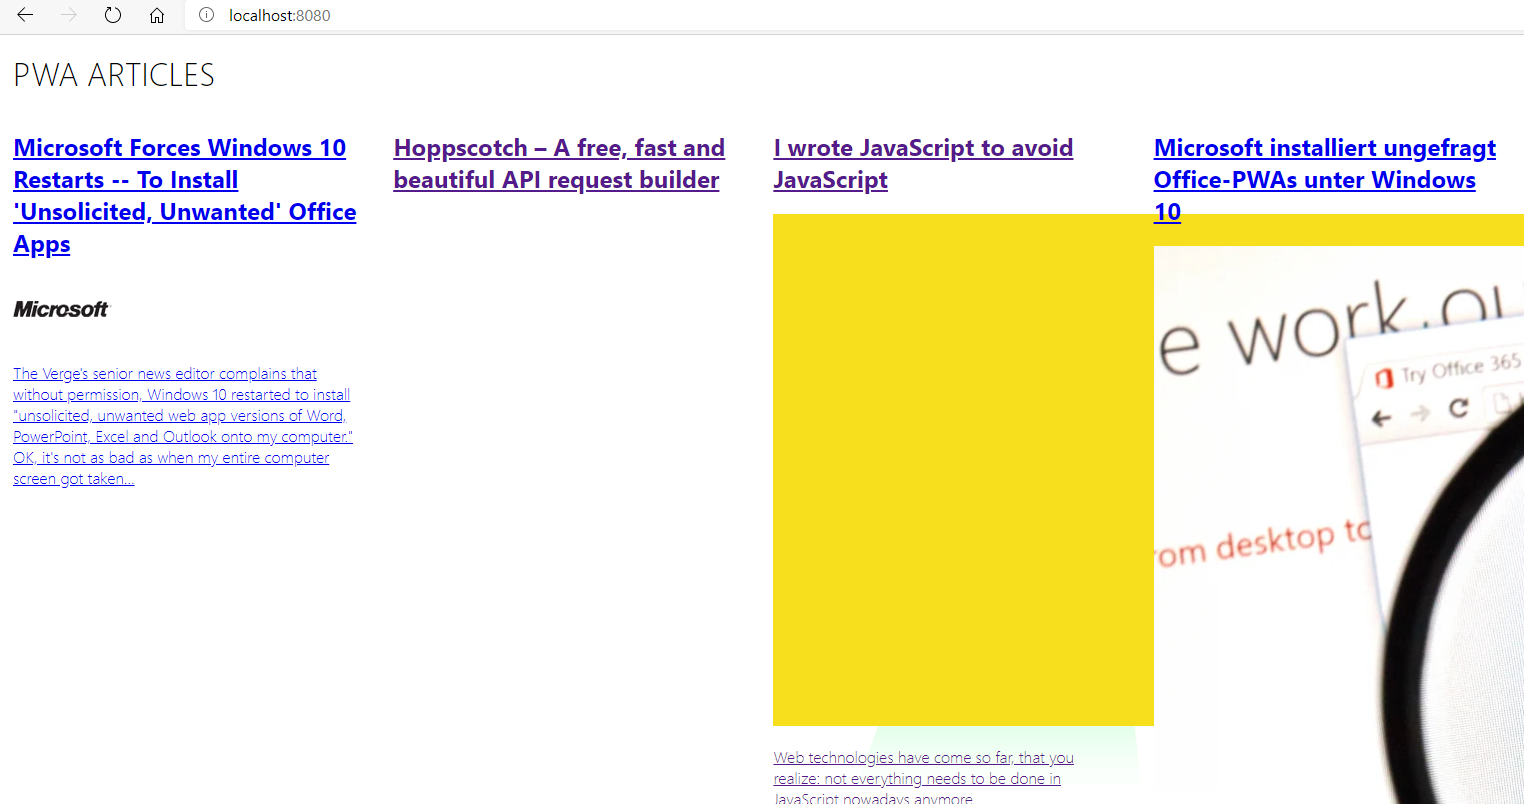 localhost:8080
PWA ARTICLES
Microsoft Forces Windows 10
Restarts -- To Install
'Unsolicited, Unwanted' Office
Apps
Microsoft
The Verge's senior news editor complains that
without permission, Windows 10 restarted to install
"unsolicited, unwanted web app versions of Word,
PowerPoint, Excel and Outlook onto my computer."
OK, it's not as bad as when my entire computer
screen got taken…
Hoppscotch – A free, fast and
beautiful API request builder
I wrote JavaScript to avoid
JavaScript
Web technologies have come so far, that you
realize: not everything needs to be done in
JavaScript nowadays anymore
Microsoft installiert ungefragt
Office-PWAs unter Windows
10
e work.
Try Office 365
from desktop to